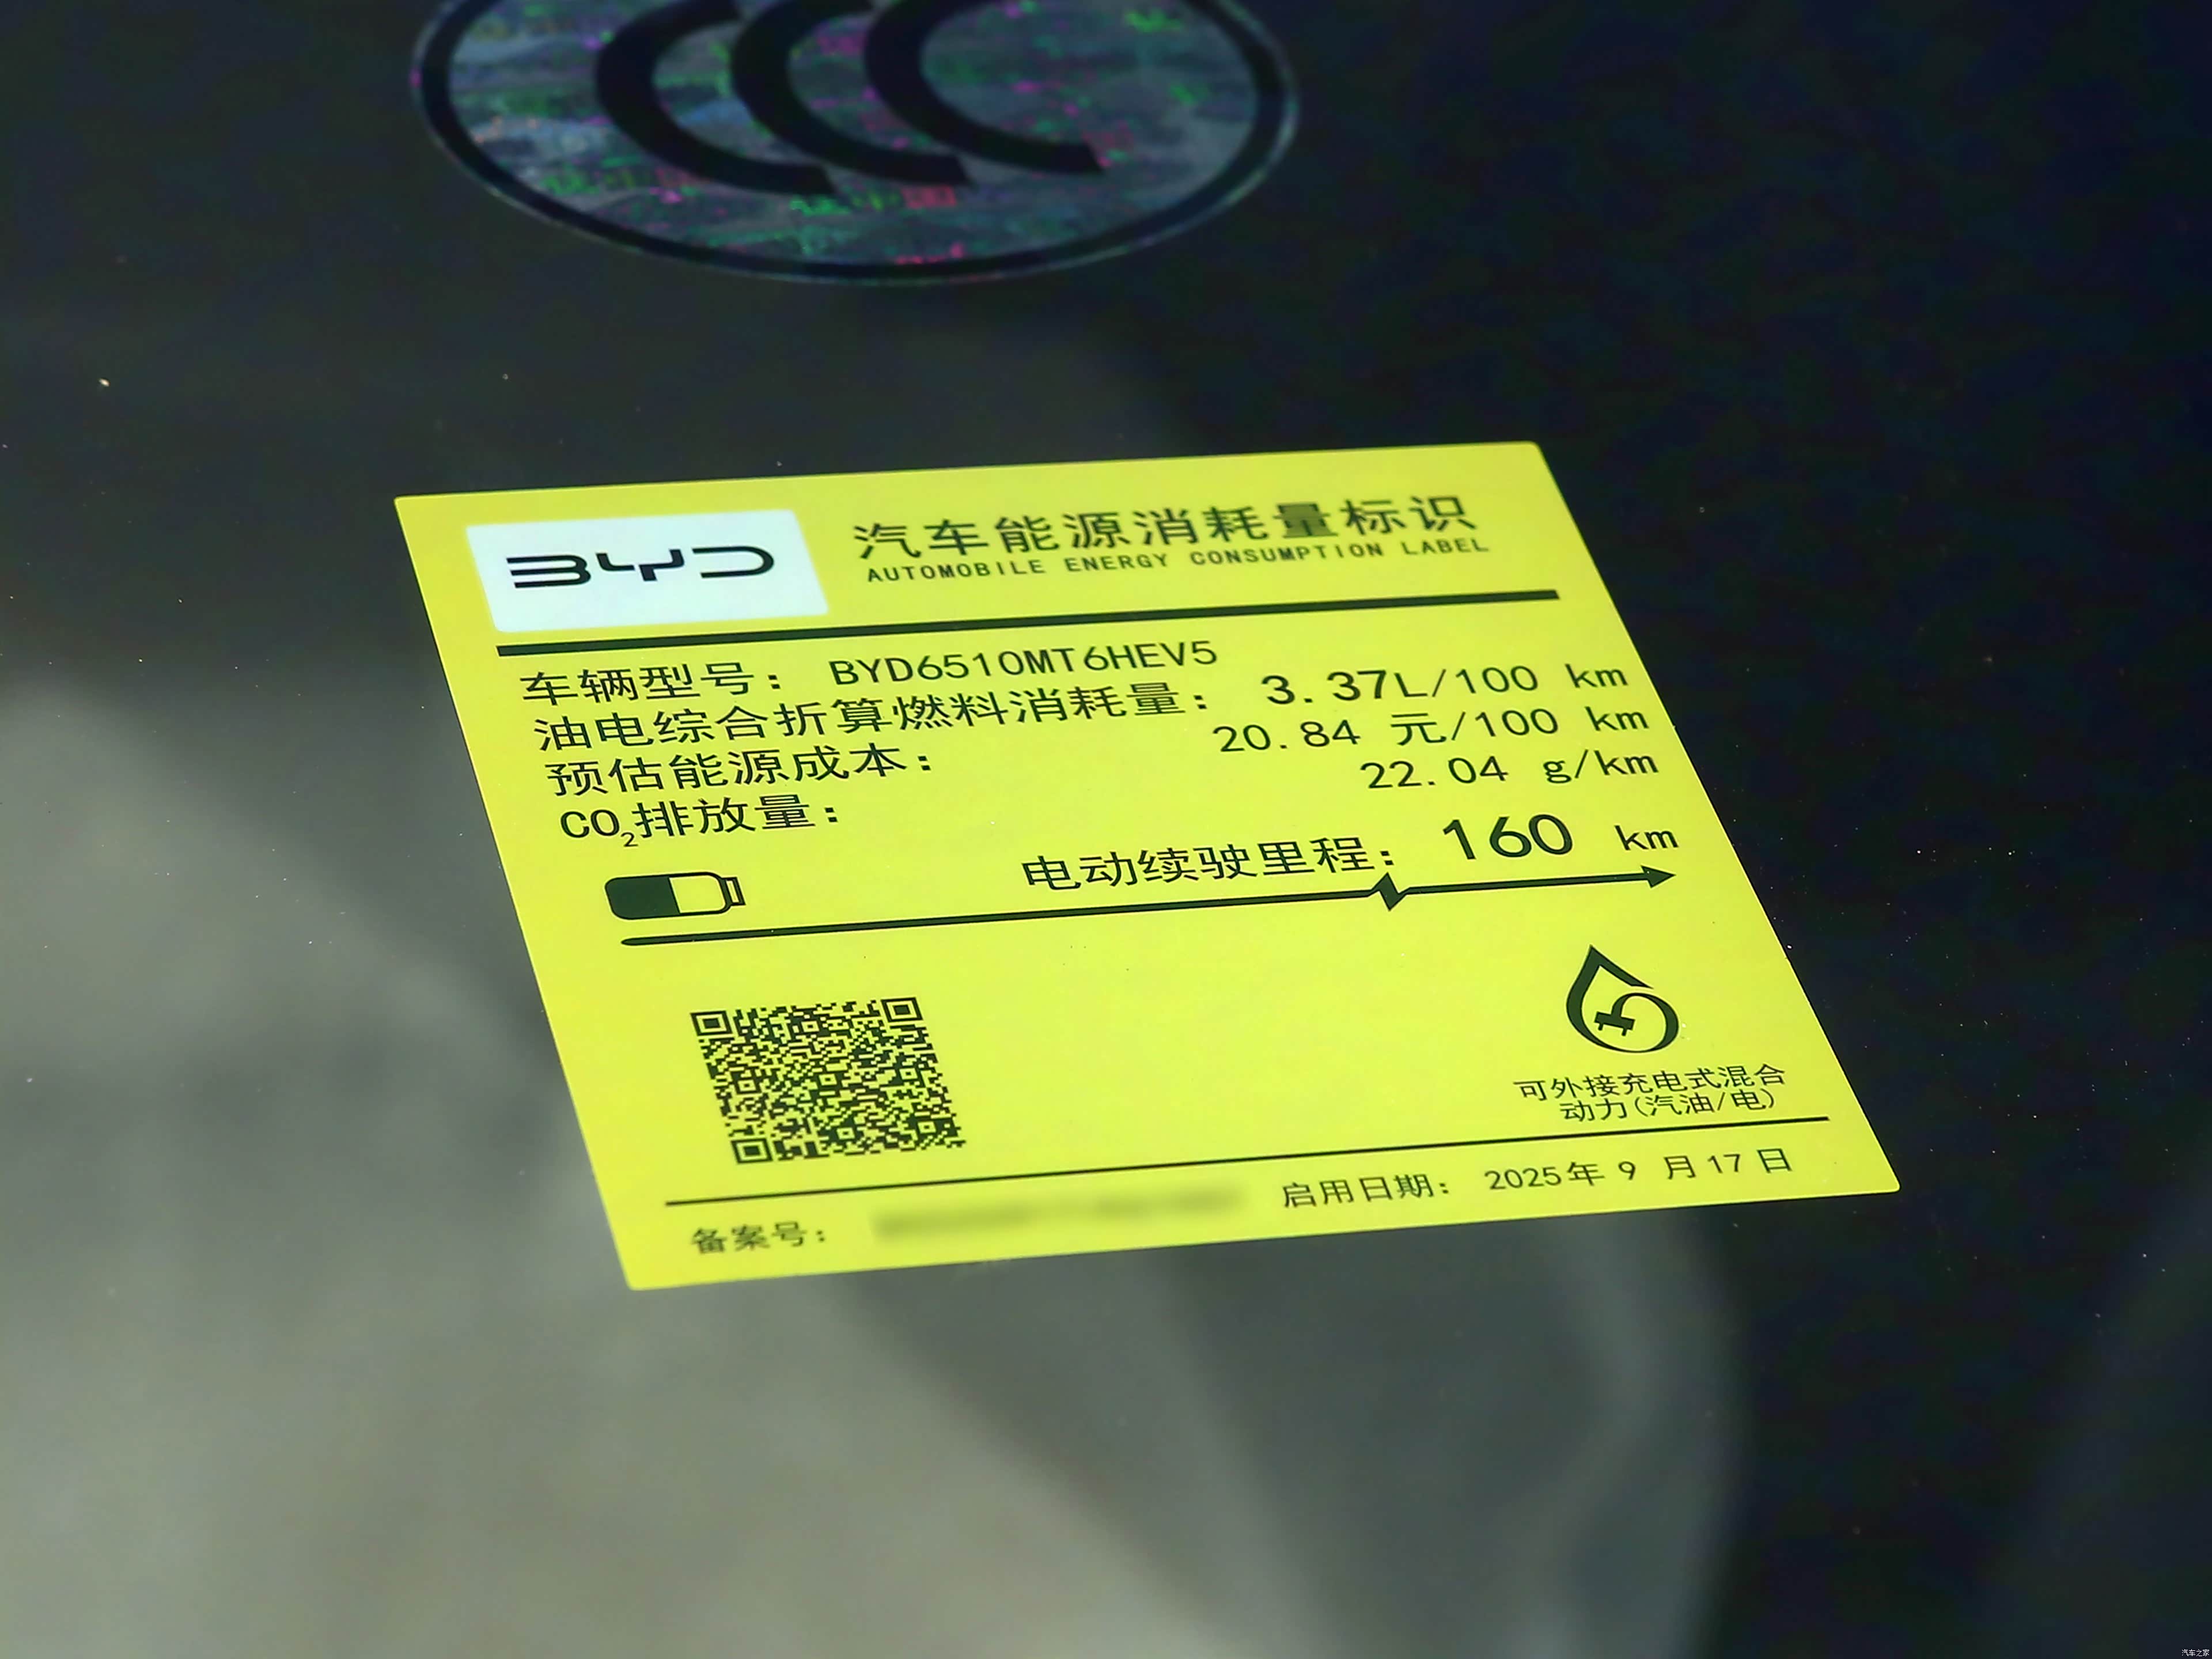 BYD
汽车能源消耗量标识
AUTOMOBILE ENERGY CONSUMPTION LABEL
车辆型号: BYD6510MT6HEV5
油电综合折算燃料消耗量: 3.37L/100 km
预估能源成本: 20.84 元/100 km
CO₂排放量: 22.04 g/km
电动续驶里程: 160 km
可外接充电式混合
动力(汽油/电)
备案号: 启用日期: 2025年 9 月17 日
汽车之家